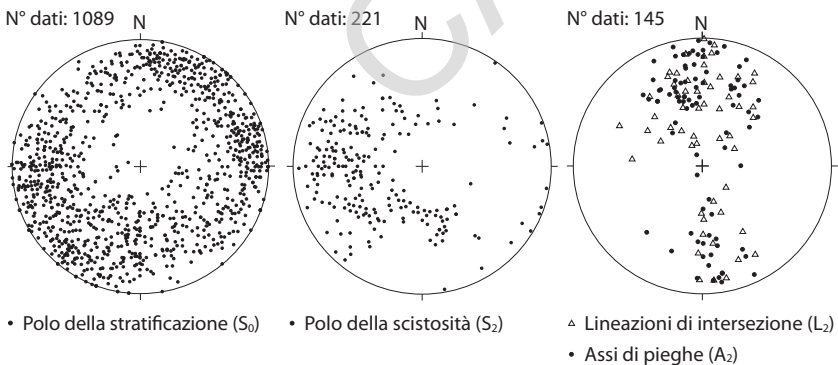 N° dati: 1089
N
N° dati: 221
N° dati: 145
N
• Polo della stratificazione (S₀)
• Polo della scistosità (S₂)
△ Lineazioni di intersezione (L₂)
• Assi di pieghe (A₂)